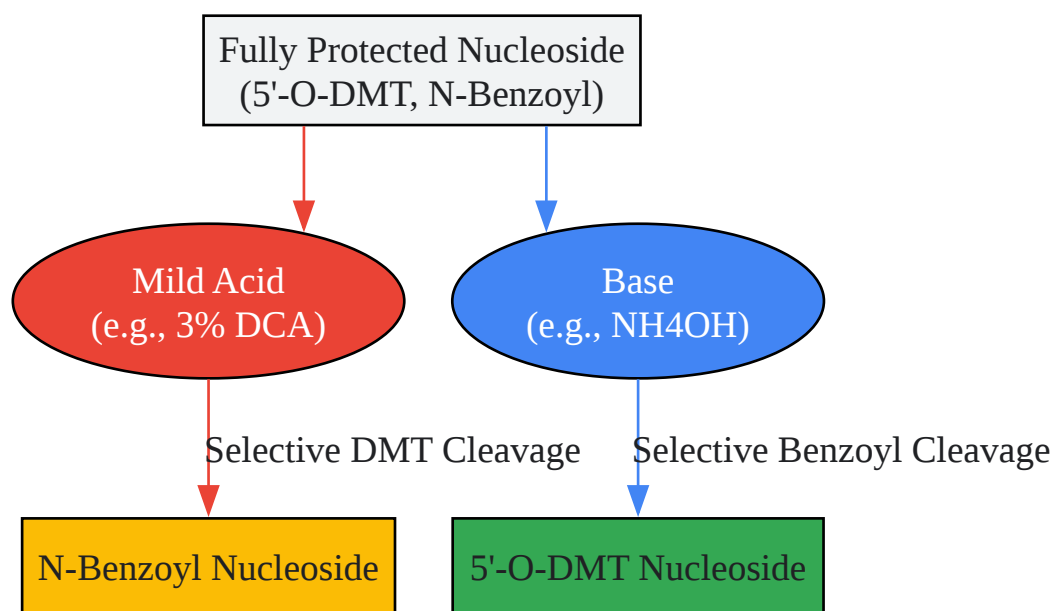 Fully Protected Nucleoside
(5'-O-DMT, N-Benzoyl)
Mild Acid
(e.g., 3% DCA)
Base
(e.g., NH4OH)
Selective DMT Cleavage
Selective Benzoyl Cleavage
N-Benzoyl Nucleoside
5'-O-DMT Nucleoside